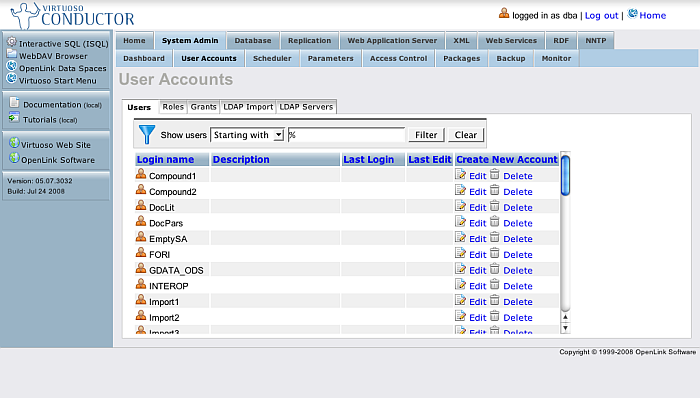 VIRTUOSO
CONDUCTOR
logged in as dba | Log out | Home
Interactive SQL (ISQL)
WebDAV Browser
OpenLink Data Spaces
Virtuoso Start Menu
Documentation (local)
Tutorials (local)
Virtuoso Web Site
OpenLink Software
Version: 05.07.3032
Build: Jul 24 2008
Home System Admin Database Replication Web Application Server XML Web Services RDF NNTP
Dashboard User Accounts Scheduler Parameters Access Control Packages Backup Monitor
User Accounts
Users Roles Grants LDAP Import LDAP Servers
Show users Starting with % Filter Clear
Login name Description Last Login Last Edit Create New Account
Compound1 Edit Delete
Compound2 Edit Delete
DocLit Edit Delete
DocPars Edit Delete
EmptySA Edit Delete
FORI Edit Delete
GDATA_ODS Edit Delete
INTEROP Edit Delete
Import1 Edit Delete
Import2 Edit Delete
Import3 Edit Delete
Copyright © 1999-2008 OpenLink Software